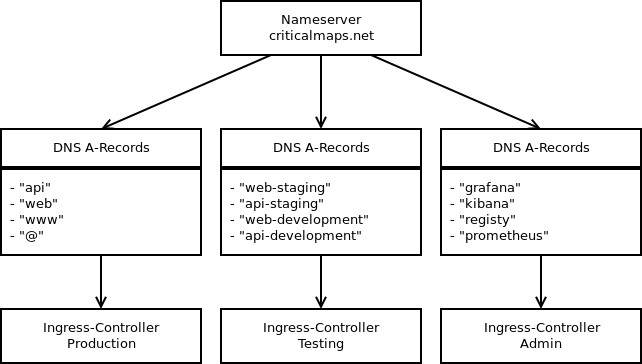 Nameserver
criticalmaps.net
DNS A-Records
- "api"
- "web"
- "www"
- "@"
DNS A-Records
- "web-staging"
- "api-staging"
- "web-development"
- "api-development"
DNS A-Records
- "grafana"
- "kibana"
- "registy"
- "prometheus"
Ingress-Controller
Production
Ingress-Controller
Testing
Ingress-Controller
Admin